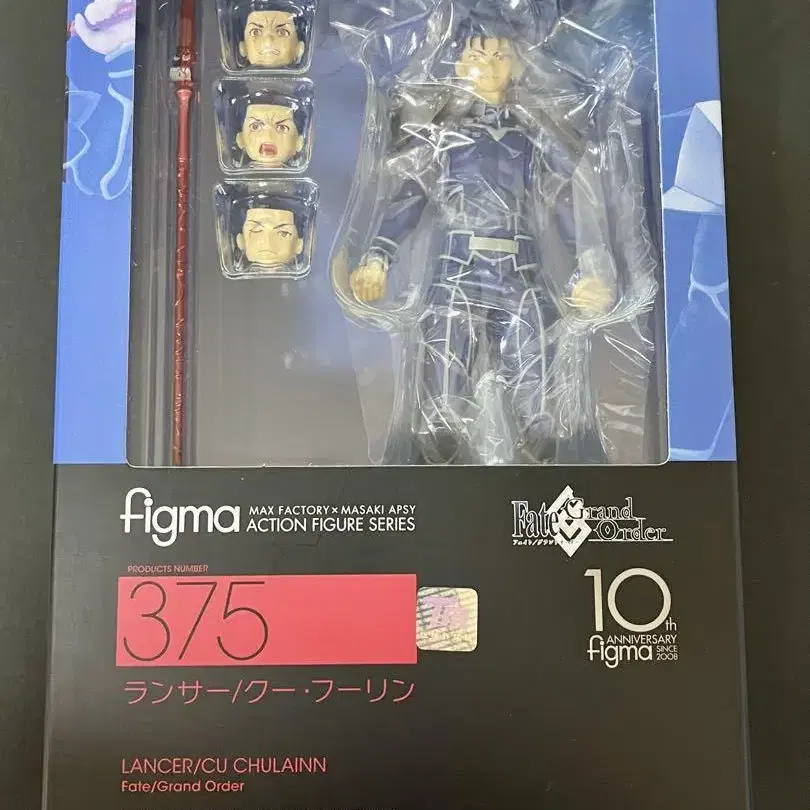 figma MAX FACTORY × MASAKI APSY
ACTION FIGURE SERIES
Fate Grand
Order
PRODUCTS NUMBER
375
10th
ANNIVERSARY
figma SINCE
2008
ランサー/クー・フーリン
LANCER/CU CHULAINN
Fate/Grand Order